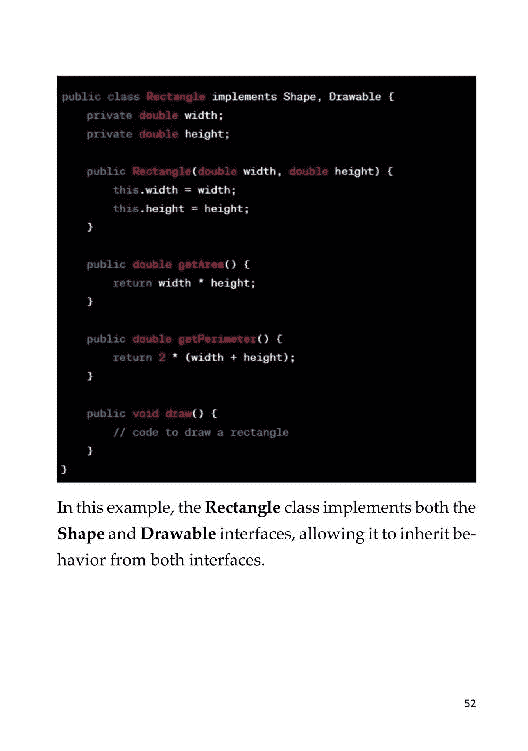 public class Rectangle implements Shape, Drawable {
    private double width;
    private double height;

    public Rectangle(double width, double height) {
        this.width = width;
        this.height = height;
    }

    public double getArea() {
        return width * height;
    }

    public double getPerimeter() {
        return 2 * (width + height);
    }

    public void draw() {
        // code to draw a rectangle
    }
}
In this example, the Rectangle class implements both the
Shape and Drawable interfaces, allowing it to inherit be-
havior from both interfaces.
52